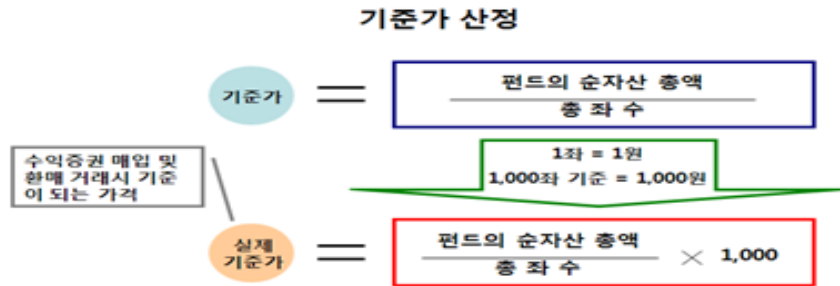 기준가 산정
기준가
펀드의 순자산 총액
총 좌 수
1좌 = 1원
1,000좌 기준 = 1,000원
수익증권 매입 및
환매 거래시 기준
이 되는 가격
실제
기준가
펀드의 순자산 총액
총 좌 수
× 1,000